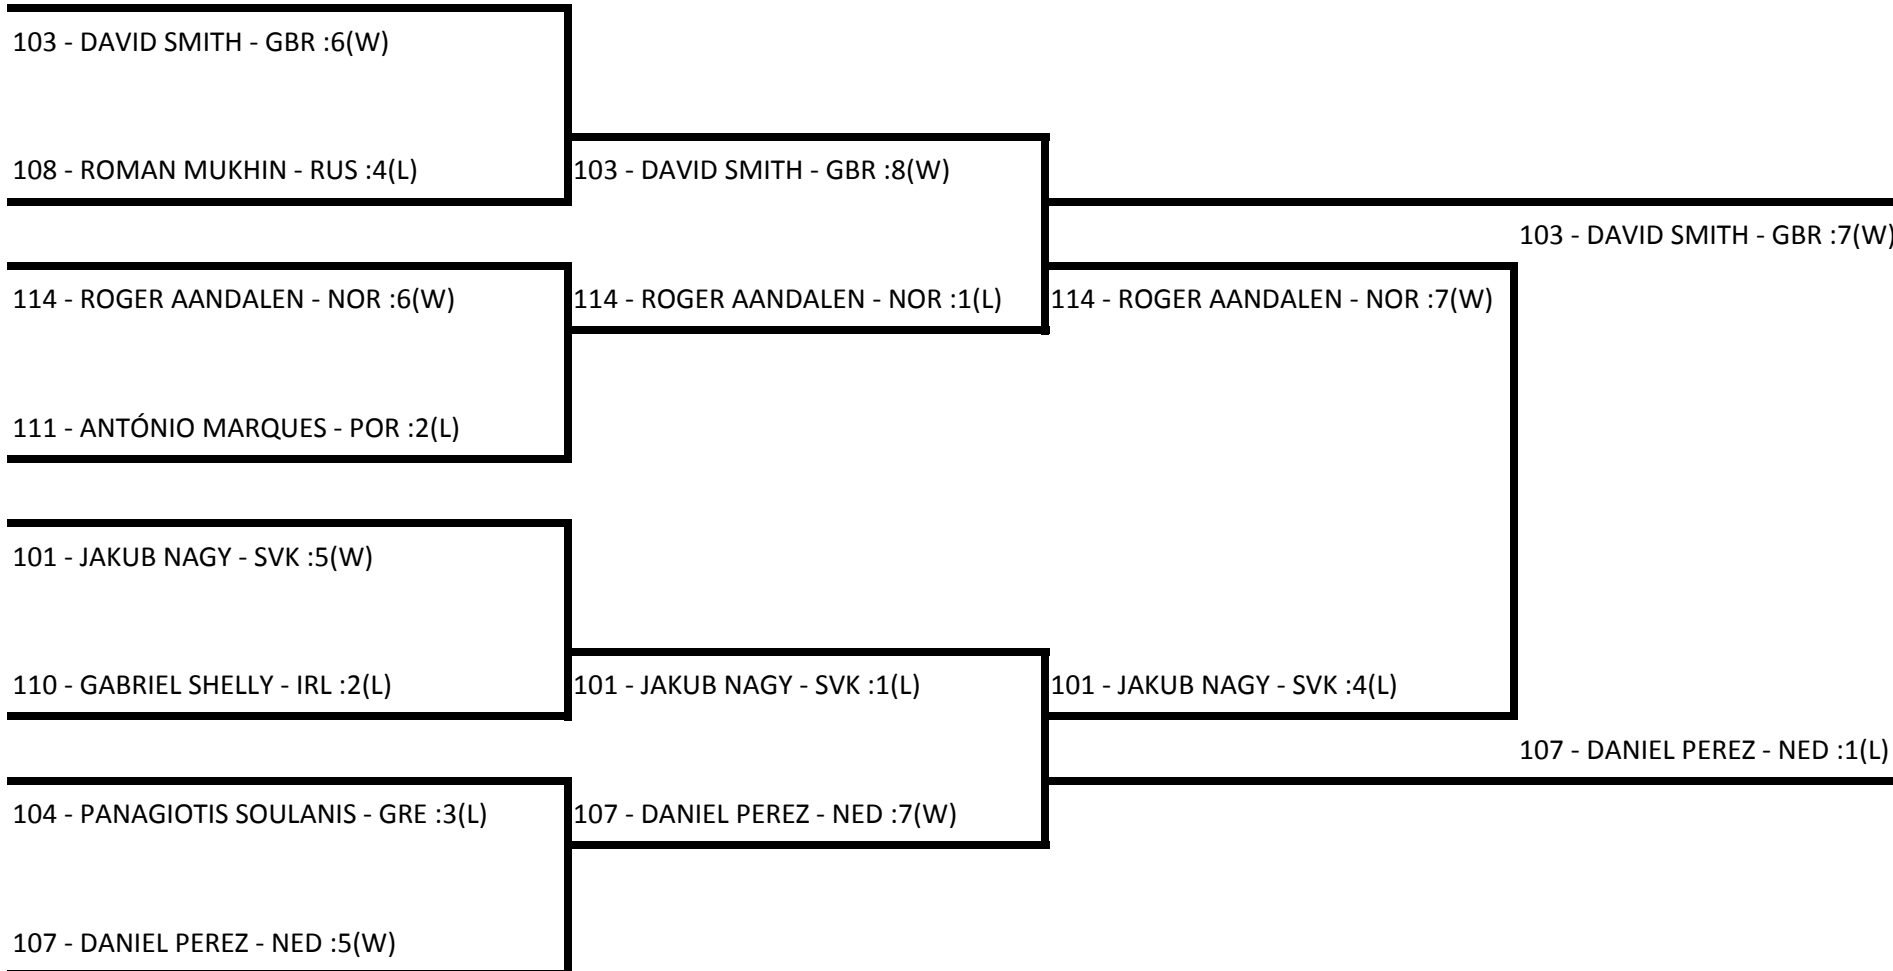 103 - DAVID SMITH - GBR :6(W)
108 - ROMAN MUKHIN - RUS :4(L)
103 - DAVID SMITH - GBR :8(W)
103 - DAVID SMITH - GBR :7(W)
114 - ROGER AANDALEN - NOR :6(W)
114 - ROGER AANDALEN - NOR :1(L)
114 - ROGER AANDALEN - NOR :7(W)
111 - ANTÓNIO MARQUES - POR :2(L)
101 - JAKUB NAGY - SVK :5(W)
110 - GABRIEL SHELLY - IRL :2(L)
101 - JAKUB NAGY - SVK :1(L)
101 - JAKUB NAGY - SVK :4(L)
107 - DANIEL PEREZ - NED :1(L)
104 - PANAGIOTIS SOULANIS - GRE :3(L)
107 - DANIEL PEREZ - NED :7(W)
107 - DANIEL PEREZ - NED :5(W)